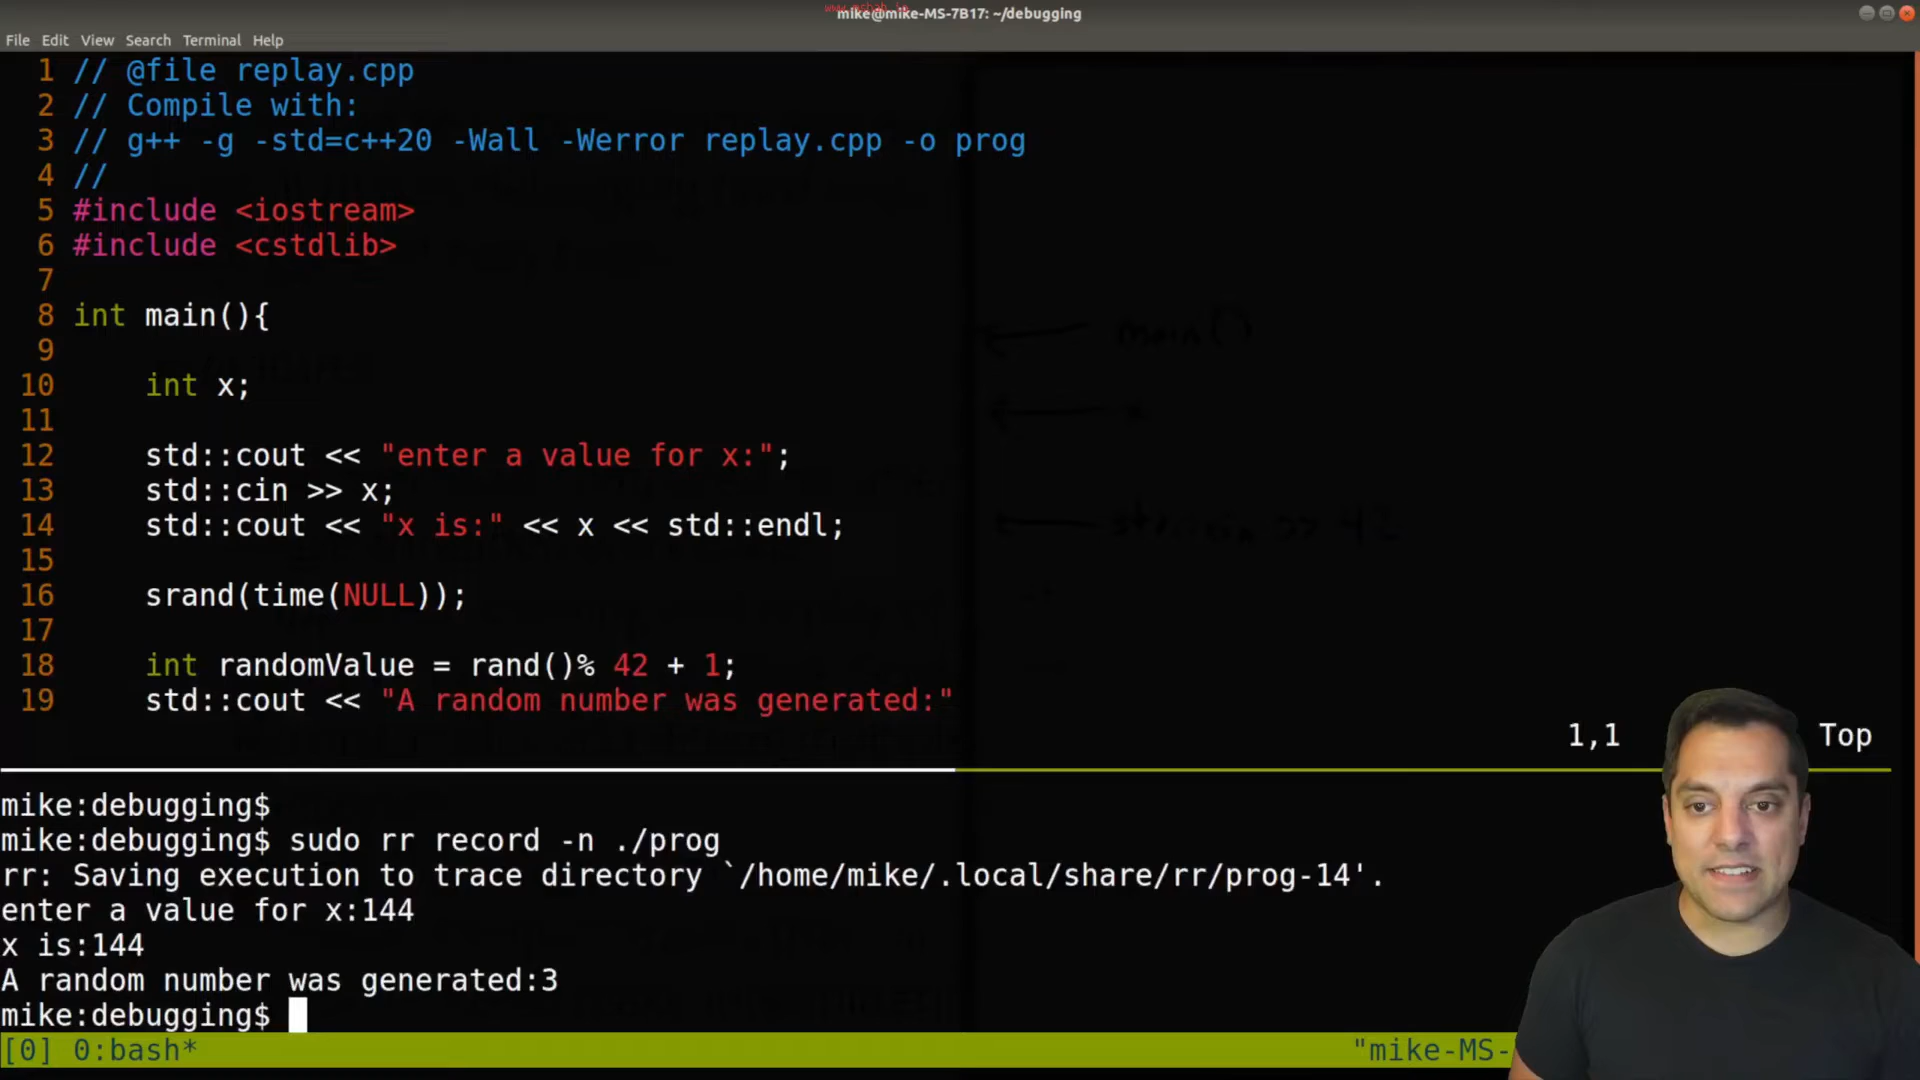 mike@mike-MS-7B17: ~/debugging
File Edit View Search Terminal Help
1 // @file replay.cpp
2 // Compile with:
3 // g++ -g -std=c++20 -Wall -Werror replay.cpp -o prog
4 //
5 #include <iostream>
6 #include <cstdlib>
7
8 int main(){
9
10 int x;
11
12 std::cout << "enter a value for x:";
13 std::cin >> x;
14 std::cout << "x is:" << x << std::endl;
15
16 srand(time(NULL));
17
18 int randomValue = rand()% 42 + 1;
19 std::cout << "A random number was generated:"
1,1 Top
mike:debugging$
mike:debugging$ sudo rr record -n ./prog
rr: Saving execution to trace directory `/home/mike/.local/share/rr/prog-14'.
enter a value for x:144
x is:144
A random number was generated:3
mike:debugging$
[0] 0:bash* "mike-MS-